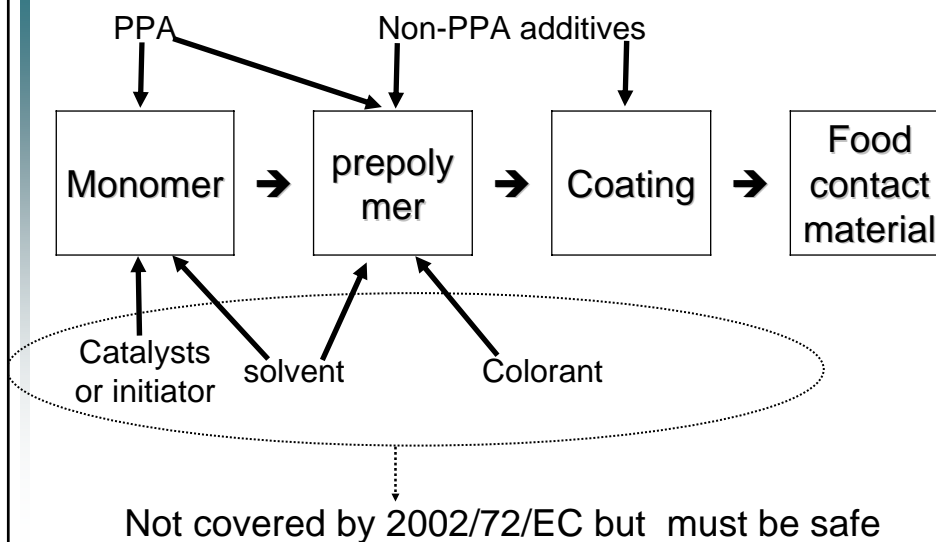 PPA Non-PPA additives
Monomer
prepoly
mer
Coating
Food
contact
material
Catalysts
or initiator
solvent
Colorant
Not covered by 2002/72/EC but must be safe